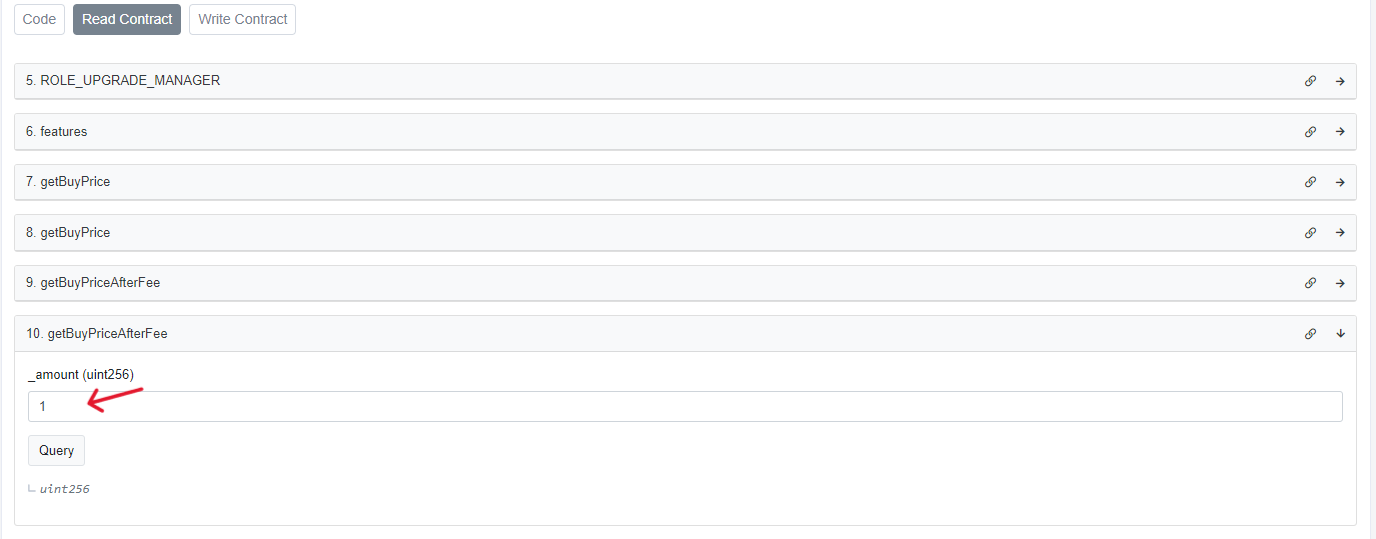 Code Read Contract Write Contract
5. ROLE_UPGRADE_MANAGER
6. features
7. getBuyPrice
8. getBuyPrice
9. getBuyPriceAfterFee
10. getBuyPriceAfterFee
_amount (uint256)
1
Query
uint256